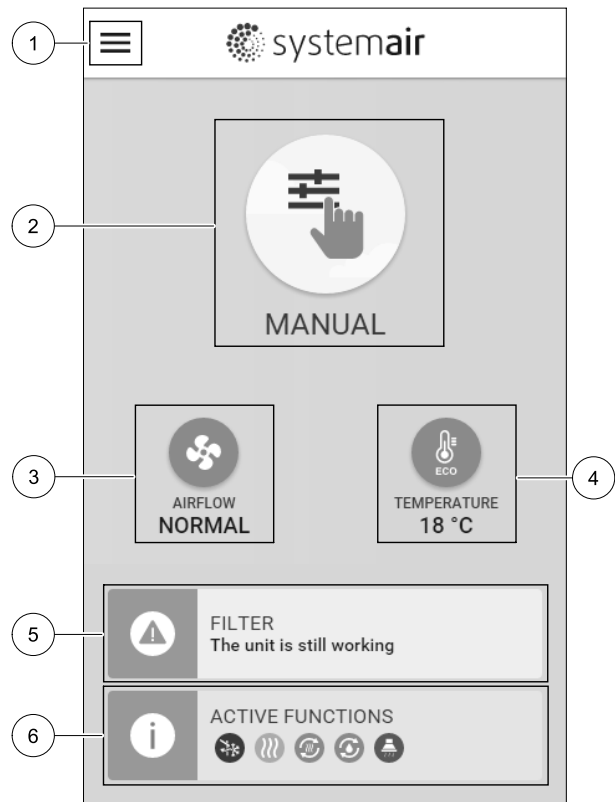 1
systemair
2
MANUAL
3
AIRFLOW
NORMAL
ECO
TEMPERATURE
18 °C
4
5
FILTER
The unit is still working
6
i
ACTIVE FUNCTIONS